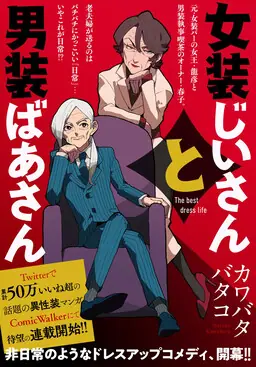 女装じいさん
と
男装ばあさん
The best
dress life
元・女装バーの女王・龍彦と
男装執事喫茶のオーナー・春子。
老夫婦が送るのは
バチバチにかっこいい「日常」…
いやこれが日常!?
カワバタ
バタコ
Twitterで
累計50万いいね超の
話題の異性装マンガ
ComicWalkerにて
待望の連載開始!!
非日常のようなドレスアップコメディ、開幕!!